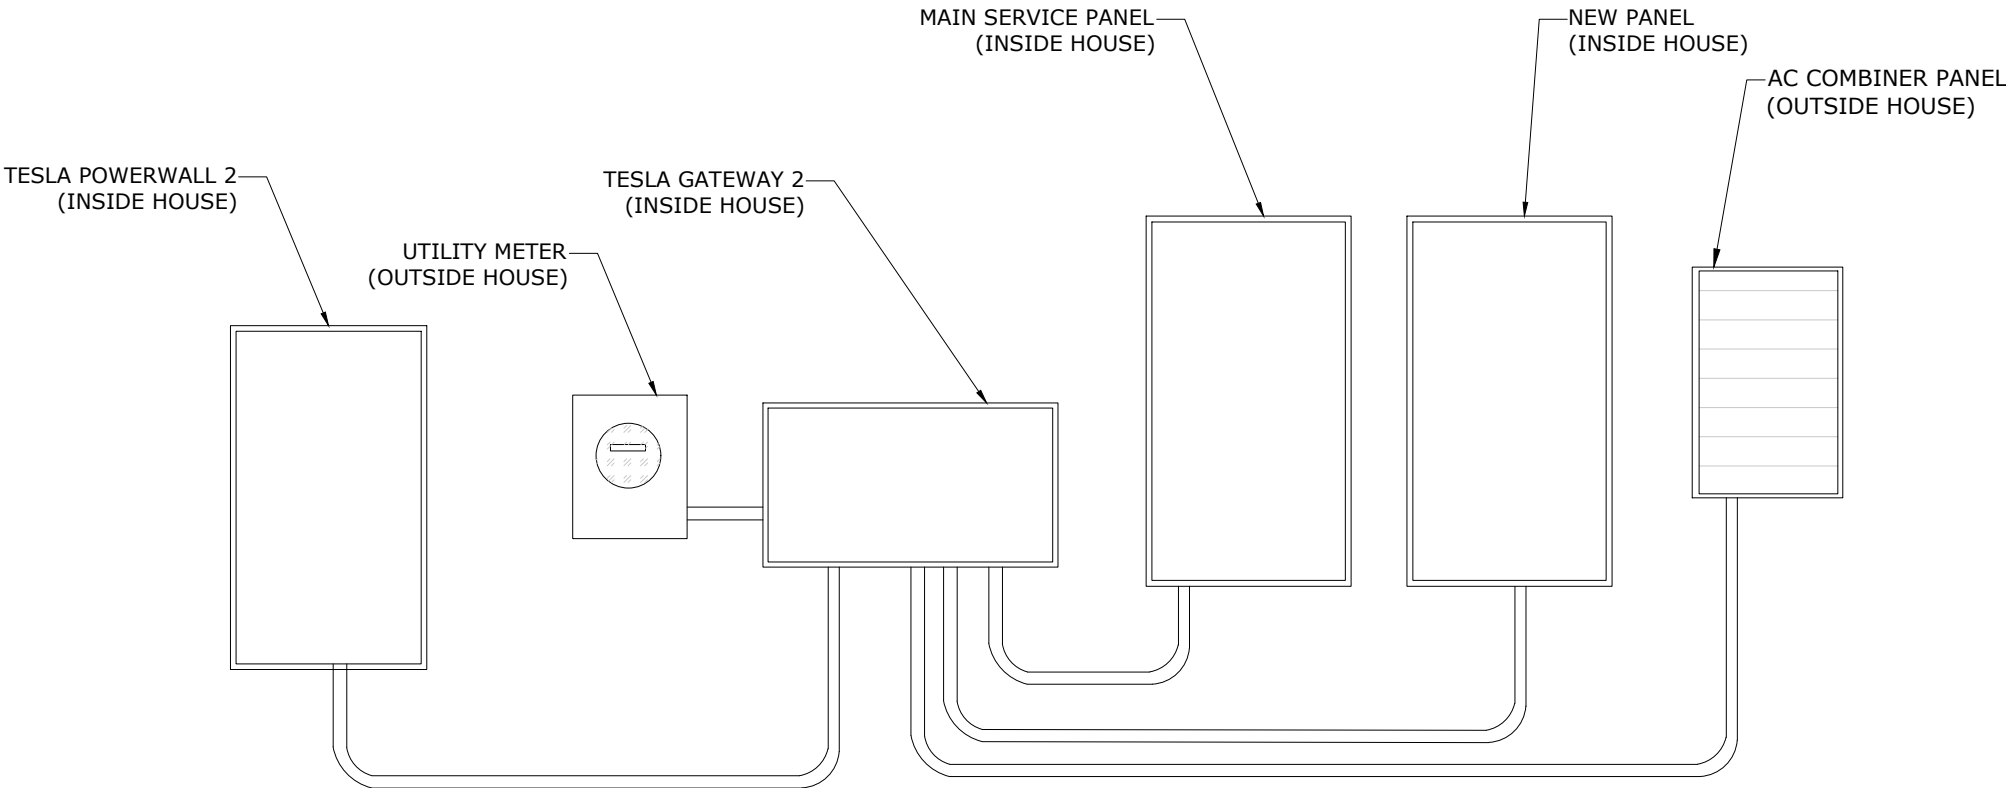 MAIN SERVICE PANEL
(INSIDE HOUSE)
NEW PANEL
(INSIDE HOUSE)
AC COMBINER PANEL
(OUTSIDE HOUSE)
TESLA POWERWALL 2
(INSIDE HOUSE)
TESLA GATEWAY 2
(INSIDE HOUSE)
UTILITY METER
(OUTSIDE HOUSE)